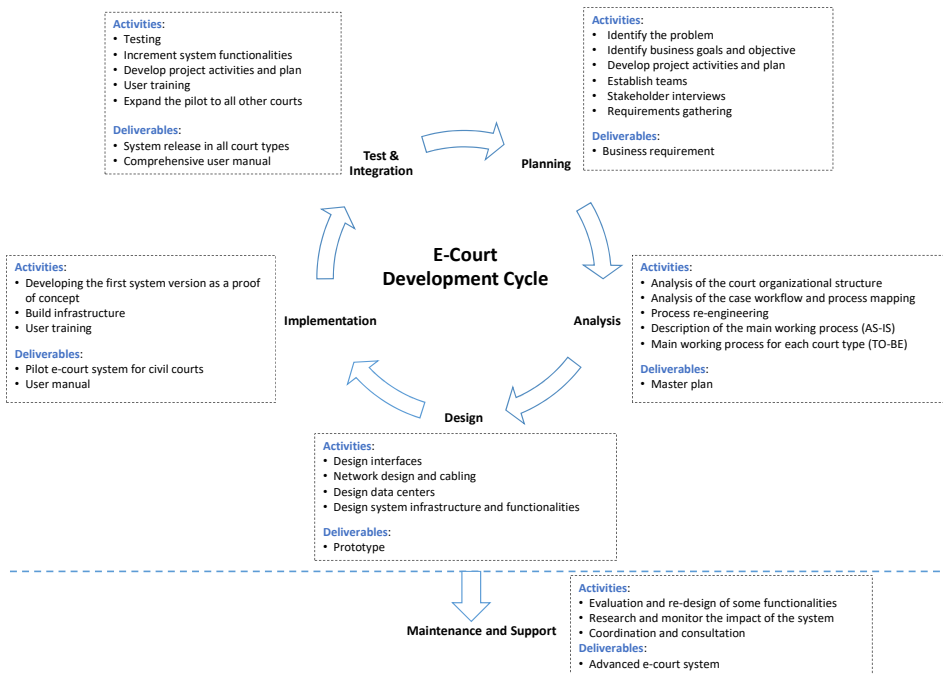 Activities:
• Testing
• Increment system functionalities
• Develop project activities and plan
• User training
• Expand the pilot to all other courts
Deliverables:
• System release in all court types
• Comprehensive user manual
Test &
Integration
Activities:
• Identify the problem
• Identify business goals and objective
• Develop project activities and plan
• Establish teams
• Stakeholder interviews
• Requirements gathering
Deliverables:
• Business requirement
Planning
E-Court
Development Cycle
Activities:
• Developing the first system version as a proof
of concept
• Build infrastructure
• User training
Deliverables:
• Pilot e-court system for civil courts
• User manual
Implementation
Analysis
Activities:
• Analysis of the court organizational structure
• Analysis of the case workflow and process mapping
• Process re-engineering
• Description of the main working process (AS-IS)
• Main working process for each court type (TO-BE)
Deliverables:
• Master plan
Design
Activities:
• Design interfaces
• Network design and cabling
• Design data centers
• Design system infrastructure and functionalities
Deliverables:
• Prototype
Maintenance and Support
Activities:
• Evaluation and re-design of some functionalities
• Research and monitor the impact of the system
• Coordination and consultation
Deliverables:
• Advanced e-court system